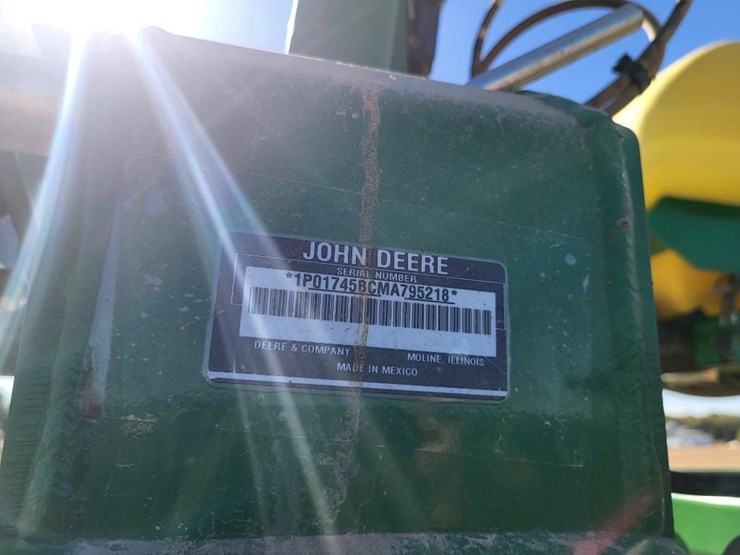 JOHN DEERE
SERIAL NUMBER
*1P01745BCMA795218*
DEERE & COMPANY MOLINE, ILLINOIS
MADE IN MEXICO